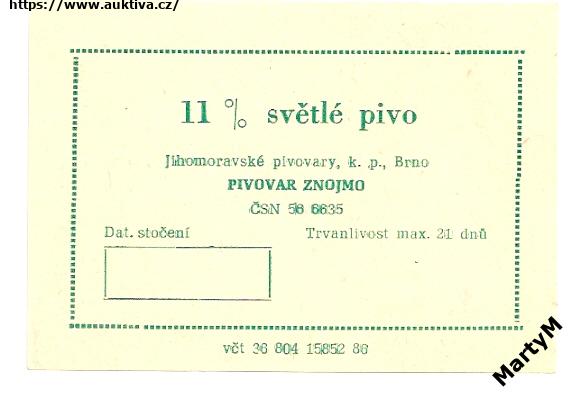 https://www.auktiva.cz/
11 % světlé pivo
Jihomoravské pivovary, k. p., Brno
PIVOVAR ZNOJMO
ČSN 56 6635
Dat. stočení Trvanlivost max. 21 dnů
včt 36 804 15852 86
MartyM